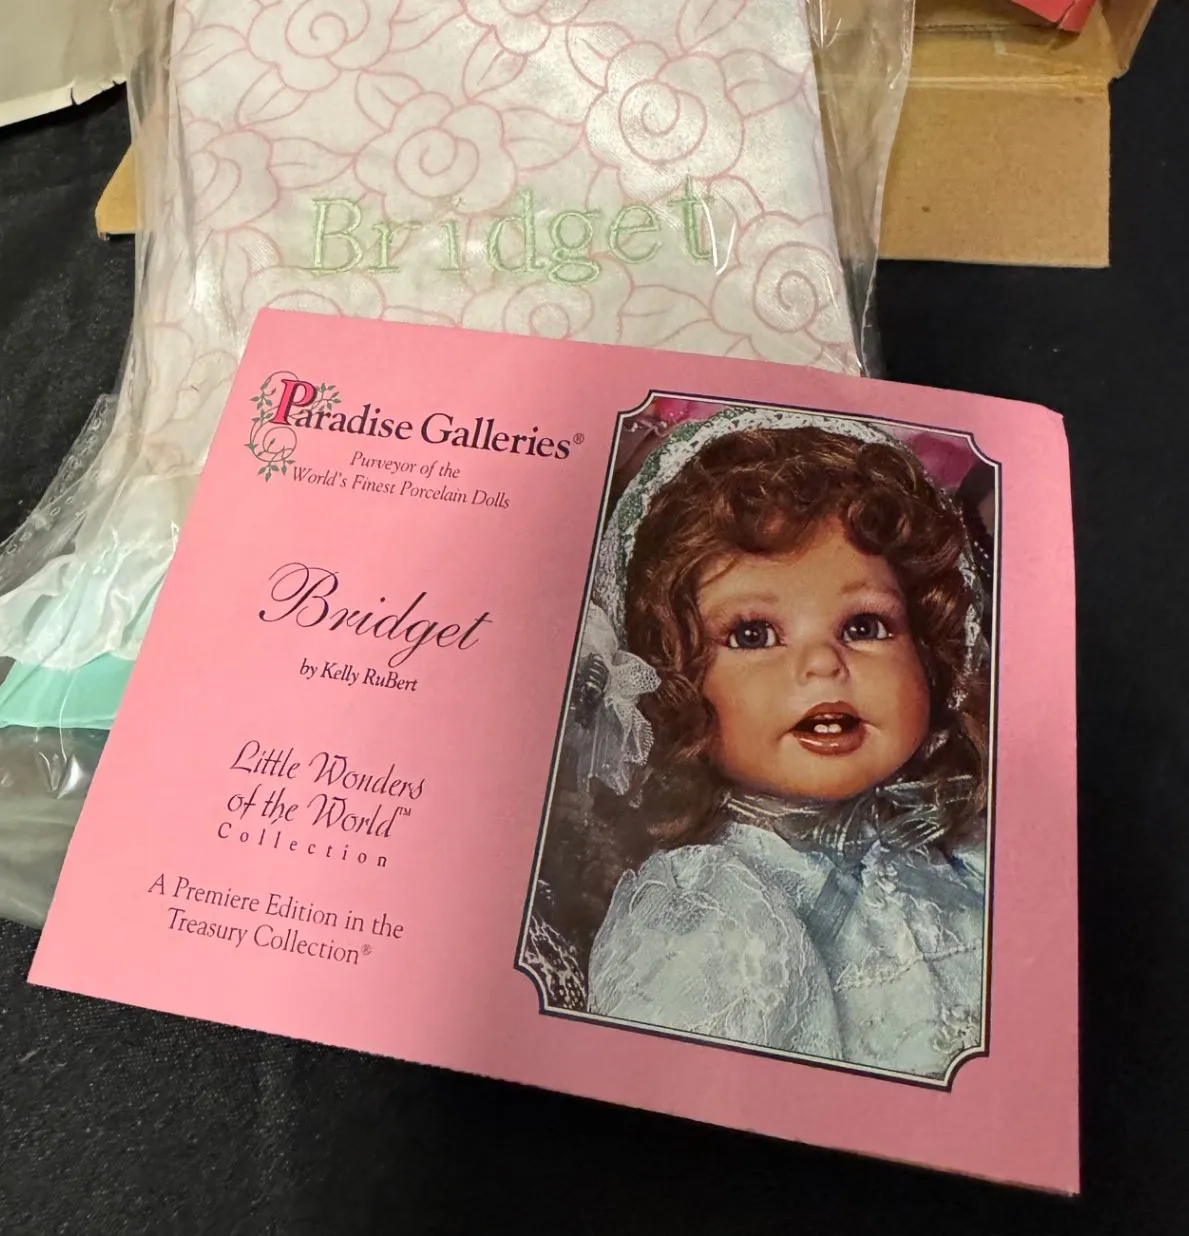 Bridget
Paradise Galleries®
Purveyor of the
World's Finest Porcelain Dolls
Bridget
by Kelly RuBert
Little Wonders
of the World™
Collection
A Premiere Edition in the
Treasury Collection®